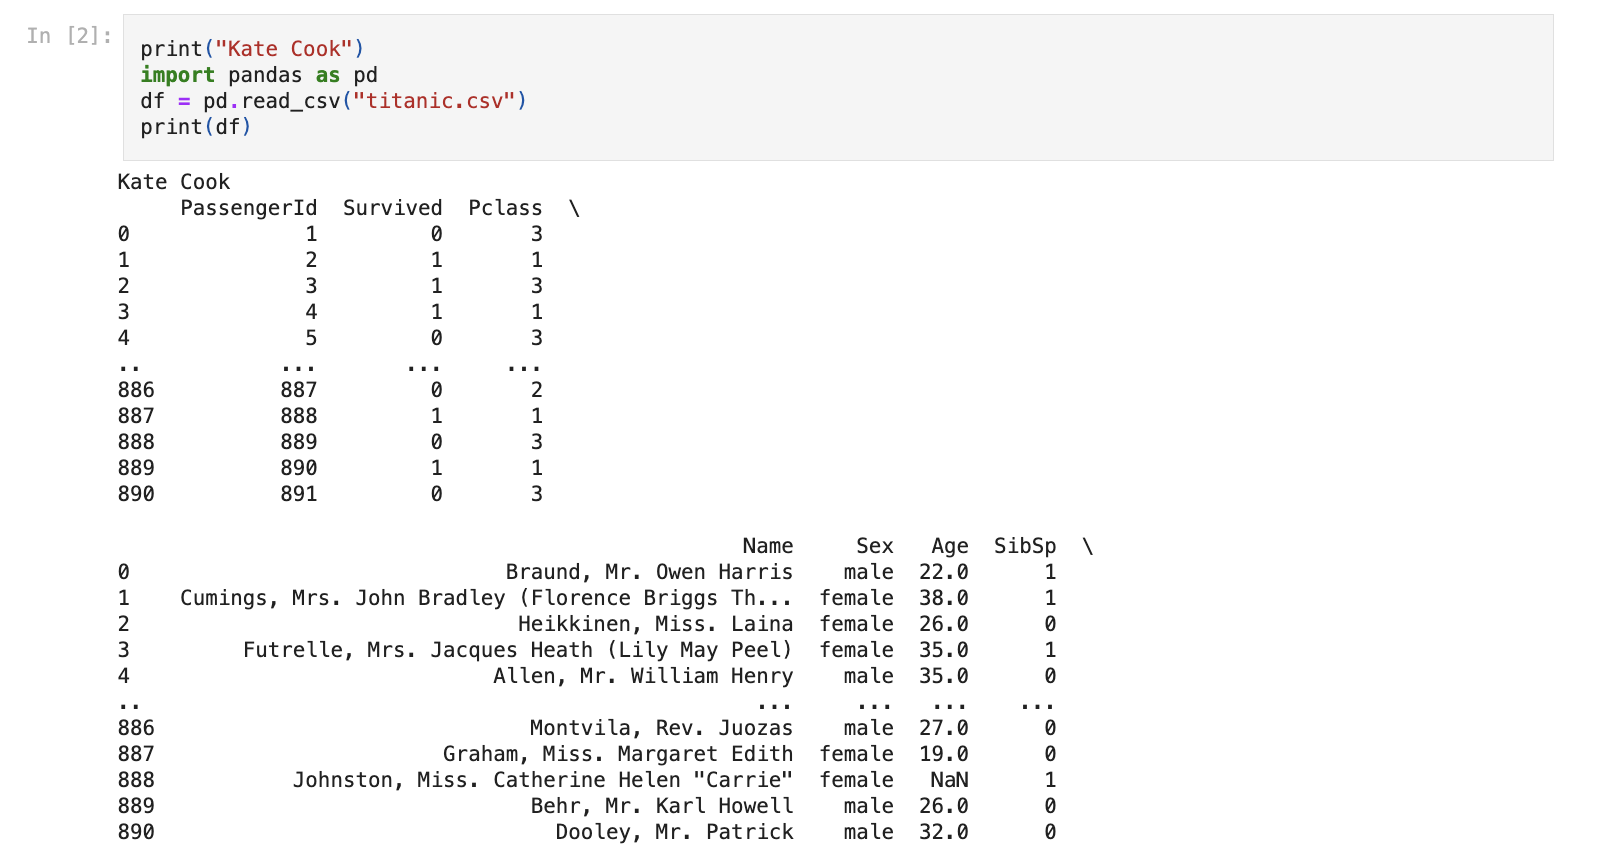 In [2]:
print("Kate Cook")
import pandas as pd
df = pd.read_csv("titanic.csv")
print(df)
Kate Cook
     PassengerId  Survived  Pclass  \
0              1         0       3
1              2         1       1
2              3         1       3
3              4         1       1
4              5         0       3
..           ...       ...     ...
886          887         0       2
887          888         1       1
888          889         0       3
889          890         1       1
890          891         0       3

                                                  Name     Sex   Age  SibSp  \
0                              Braund, Mr. Owen Harris    male  22.0      1
1    Cumings, Mrs. John Bradley (Florence Briggs Th...  female  38.0      1
2                               Heikkinen, Miss. Laina  female  26.0      0
3         Futrelle, Mrs. Jacques Heath (Lily May Peel)  female  35.0      1
4                             Allen, Mr. William Henry    male  35.0      0
..                                                 ...     ...   ...    ...
886                              Montvila, Rev. Juozas    male  27.0      0
887                       Graham, Miss. Margaret Edith  female  19.0      0
888           Johnston, Miss. Catherine Helen "Carrie"  female   NaN      1
889                              Behr, Mr. Karl Howell    male  26.0      0
890                                Dooley, Mr. Patrick    male  32.0      0